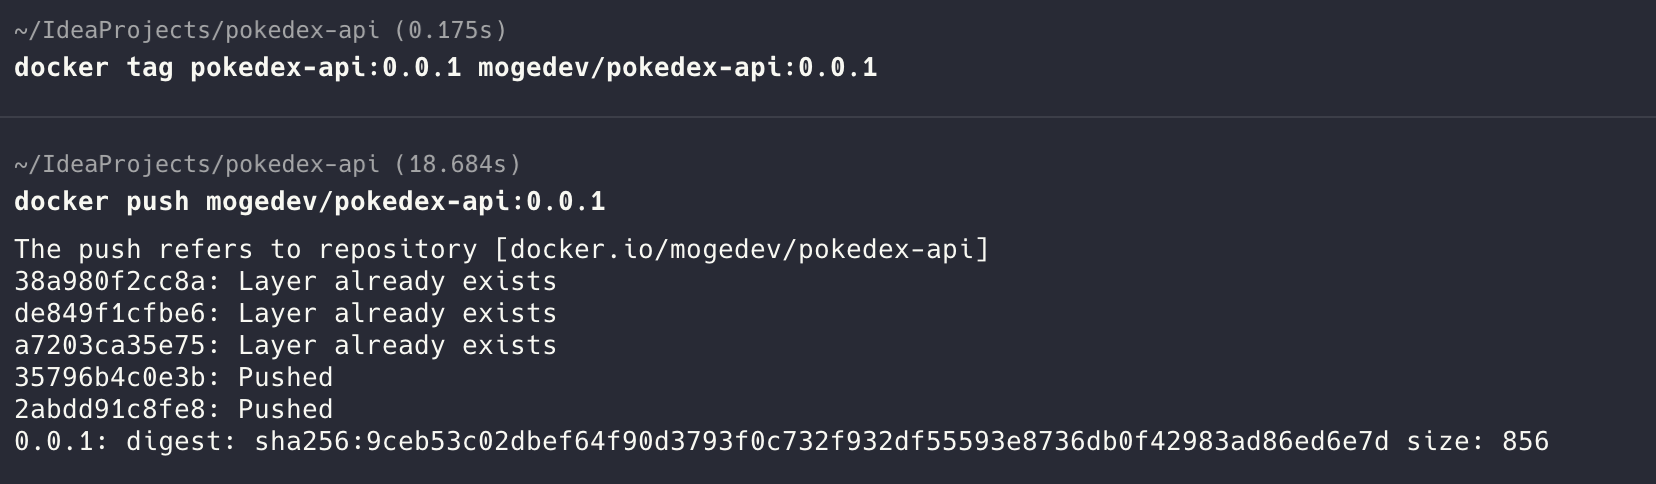 ~/IdeaProjects/pokedex-api (0.175s)
docker tag pokedex-api:0.0.1 mogedev/pokedex-api:0.0.1
~/IdeaProjects/pokedex-api (18.684s)
docker push mogedev/pokedex-api:0.0.1
The push refers to repository [docker.io/mogedev/pokedex-api]
38a980f2cc8a: Layer already exists
de849f1cfbe6: Layer already exists
a7203ca35e75: Layer already exists
35796b4c0e3b: Pushed
2abdd91c8fe8: Pushed
0.0.1: digest: sha256:9ceb53c02dbef64f90d3793f0c732f932df55593e8736db0f42983ad86ed6e7d size: 856